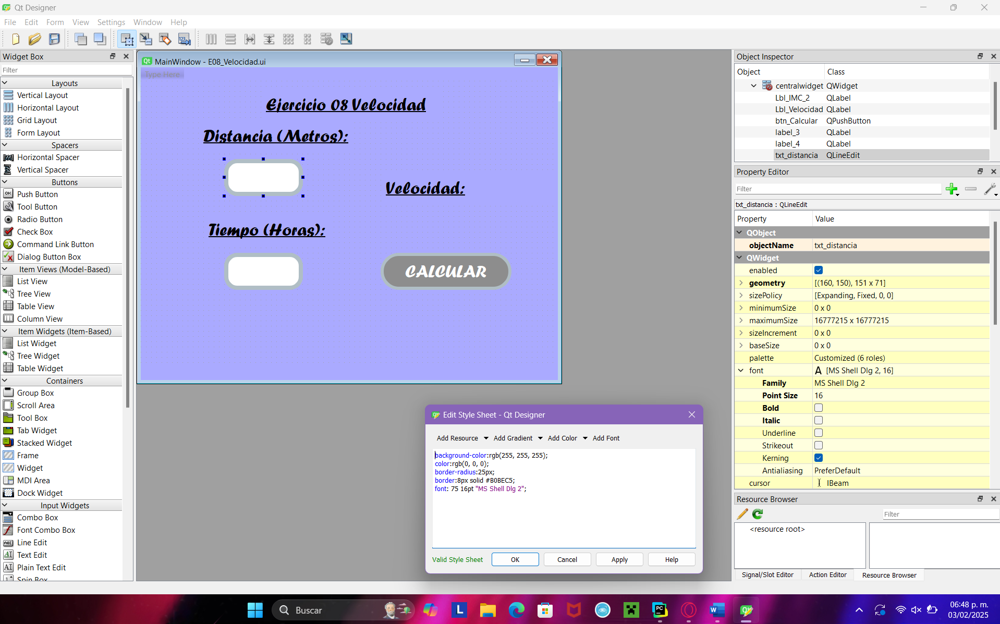 Qt Designer
File Edit Form View Settings Window Help
Widget Box
Filter
Layouts
Vertical Layout
Horizontal Layout
Grid Layout
Form Layout
Spacers
Horizontal Spacer
Vertical Spacer
Buttons
Push Button
Tool Button
Radio Button
Check Box
Command Link Button
Dialog Button Box
Item Views (Model-Based)
List View
Tree View
Table View
Column View
Item Widgets (Item-Based)
List Widget
Tree Widget
Table Widget
Containers
Group Box
Scroll Area
Tool Box
Tab Widget
Stacked Widget
Frame
Widget
MDI Area
Dock Widget
Input Widgets
Combo Box
Font Combo Box
Line Edit
Text Edit
Plain Text Edit
Spin Box
MainWindow - E08_Velocidad.ui
Type Here
Ejercicio 08 Velocidad
Distancia (Metros):
Velocidad:
Tiempo (Horas):
CALCULAR
Edit Style Sheet - Qt Designer
Add Resource Add Gradient Add Color Add Font
background-color:rgb(255, 255, 255);
color:rgb(0, 0, 0);
border-radius:25px;
border:8px solid #B0BEC5;
font: 75 16pt "MS Shell Dlg 2";
Valid Style Sheet OK Cancel Apply Help
Object Inspector
Object Class
centralwidget QWidget
Lbl_IMC_2 QLabel
Lbl_Velocidad QLabel
btn_Calcular QPushButton
label_3 QLabel
label_4 QLabel
txt_distancia QLineEdit
Property Editor
Filter
txt_distancia : QLineEdit
Property Value
QObject
objectName txt_distancia
QWidget
enabled
geometry [(160, 150), 151 x 71]
sizePolicy [Expanding, Fixed, 0, 0]
minimumSize 0 x 0
maximumSize 16777215 x 16777215
sizeIncrement 0 x 0
baseSize 0 x 0
palette Customized (6 roles)
font A [MS Shell Dlg 2, 16]
Family MS Shell Dlg 2
Point Size 16
Bold
Italic
Underline
Strikeout
Kerning
Antialiasing PreferDefault
cursor IBeam
Resource Browser
Filter
<resource root>
Signal/Slot Editor Action Editor Resource Browser
Buscar
06:48 p. m.
03/02/2025